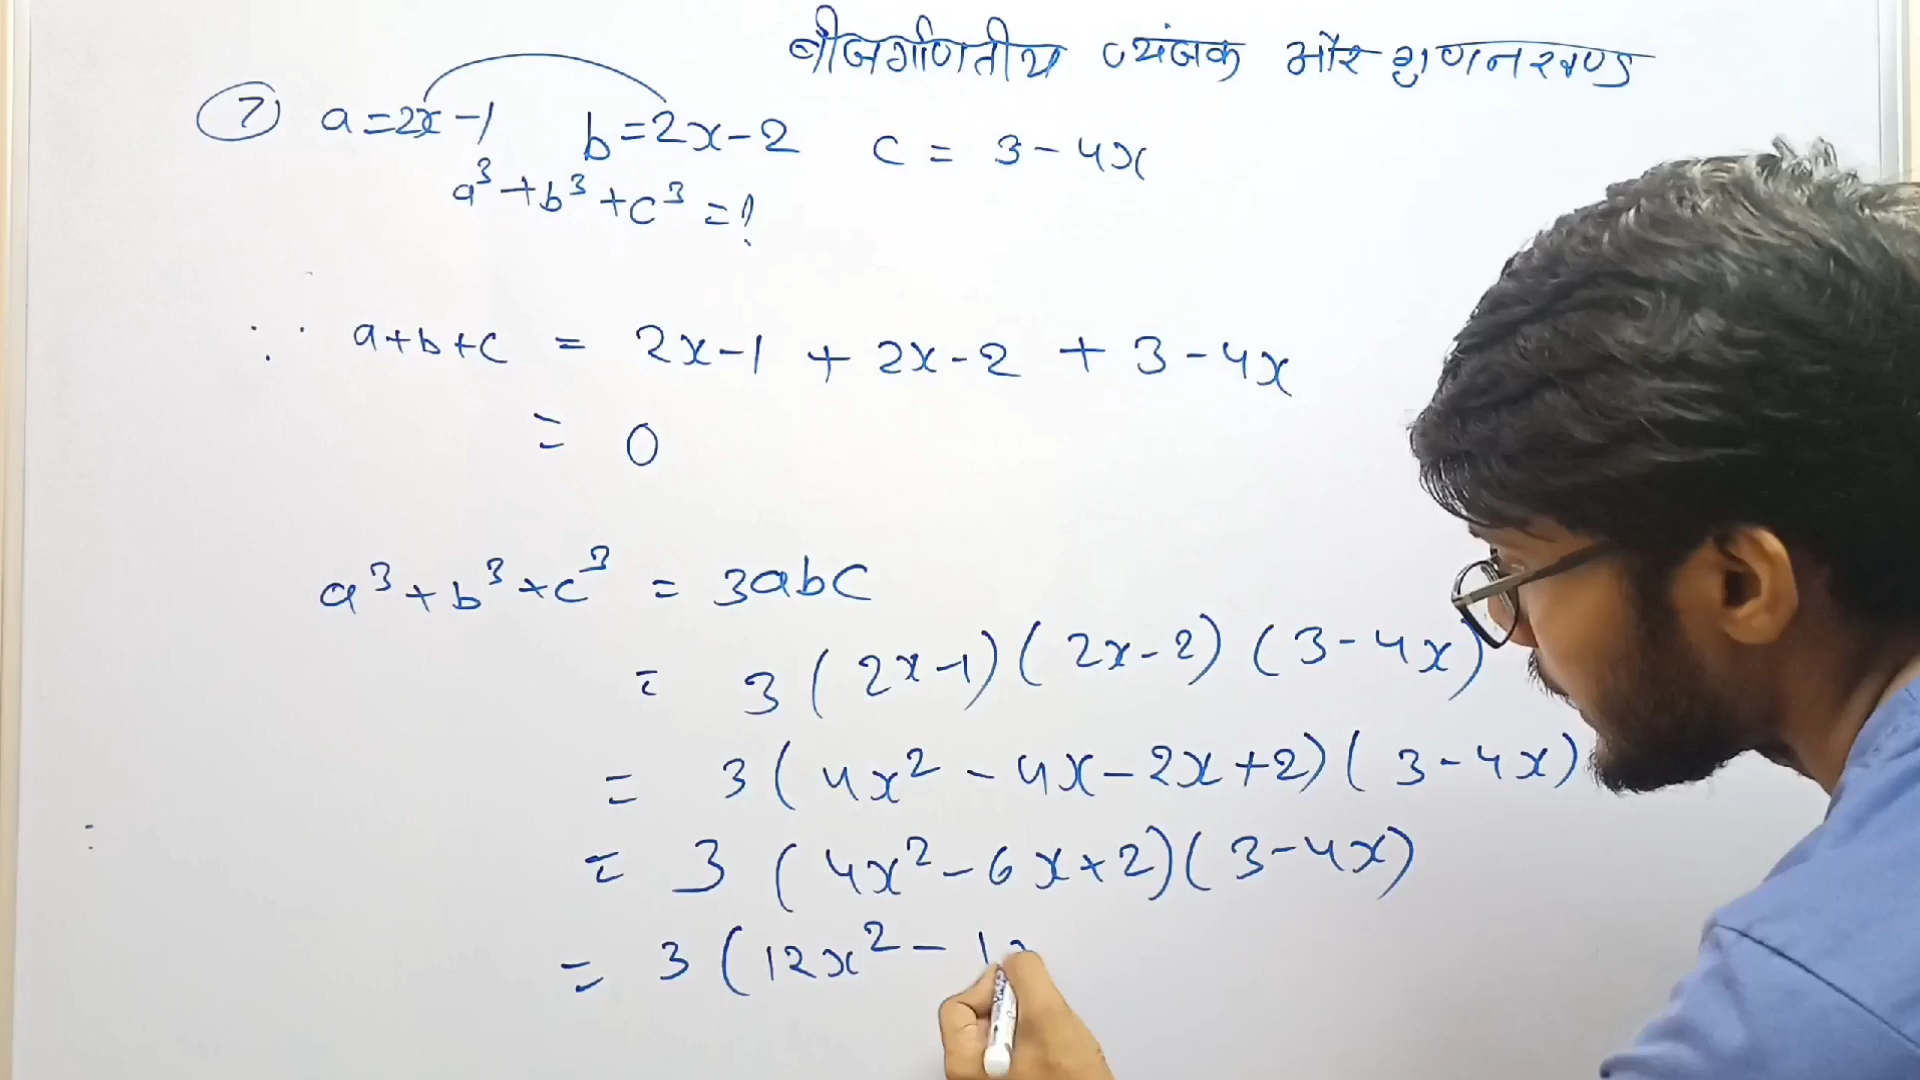 बीजगणितीय व्यंजक और गुणनखण्ड
7 a=2x-1 b=2x-2 c = 3-4x
a³+b³+c³=?
∵ a+b+c = 2x-1 + 2x-2 + 3-4x
= 0
a³+b³+c³ = 3abc
= 3(2x-1)(2x-2)(3-4x)
= 3(4x²-4x-2x+2)(3-4x)
= 3(4x²-6x+2)(3-4x)
= 3(12x²-1